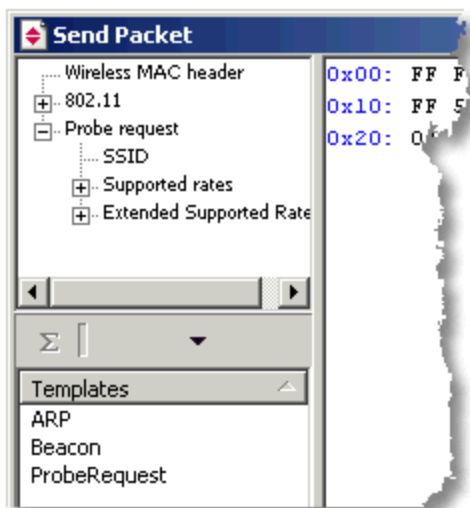 Send Packet
Wireless MAC header
802.11
Probe request
SSID
Supported rates
Extended Supported Rate
0x00: FF
0x10: FF
0x20:
Σ
Templates
ARP
Beacon
ProbeRequest